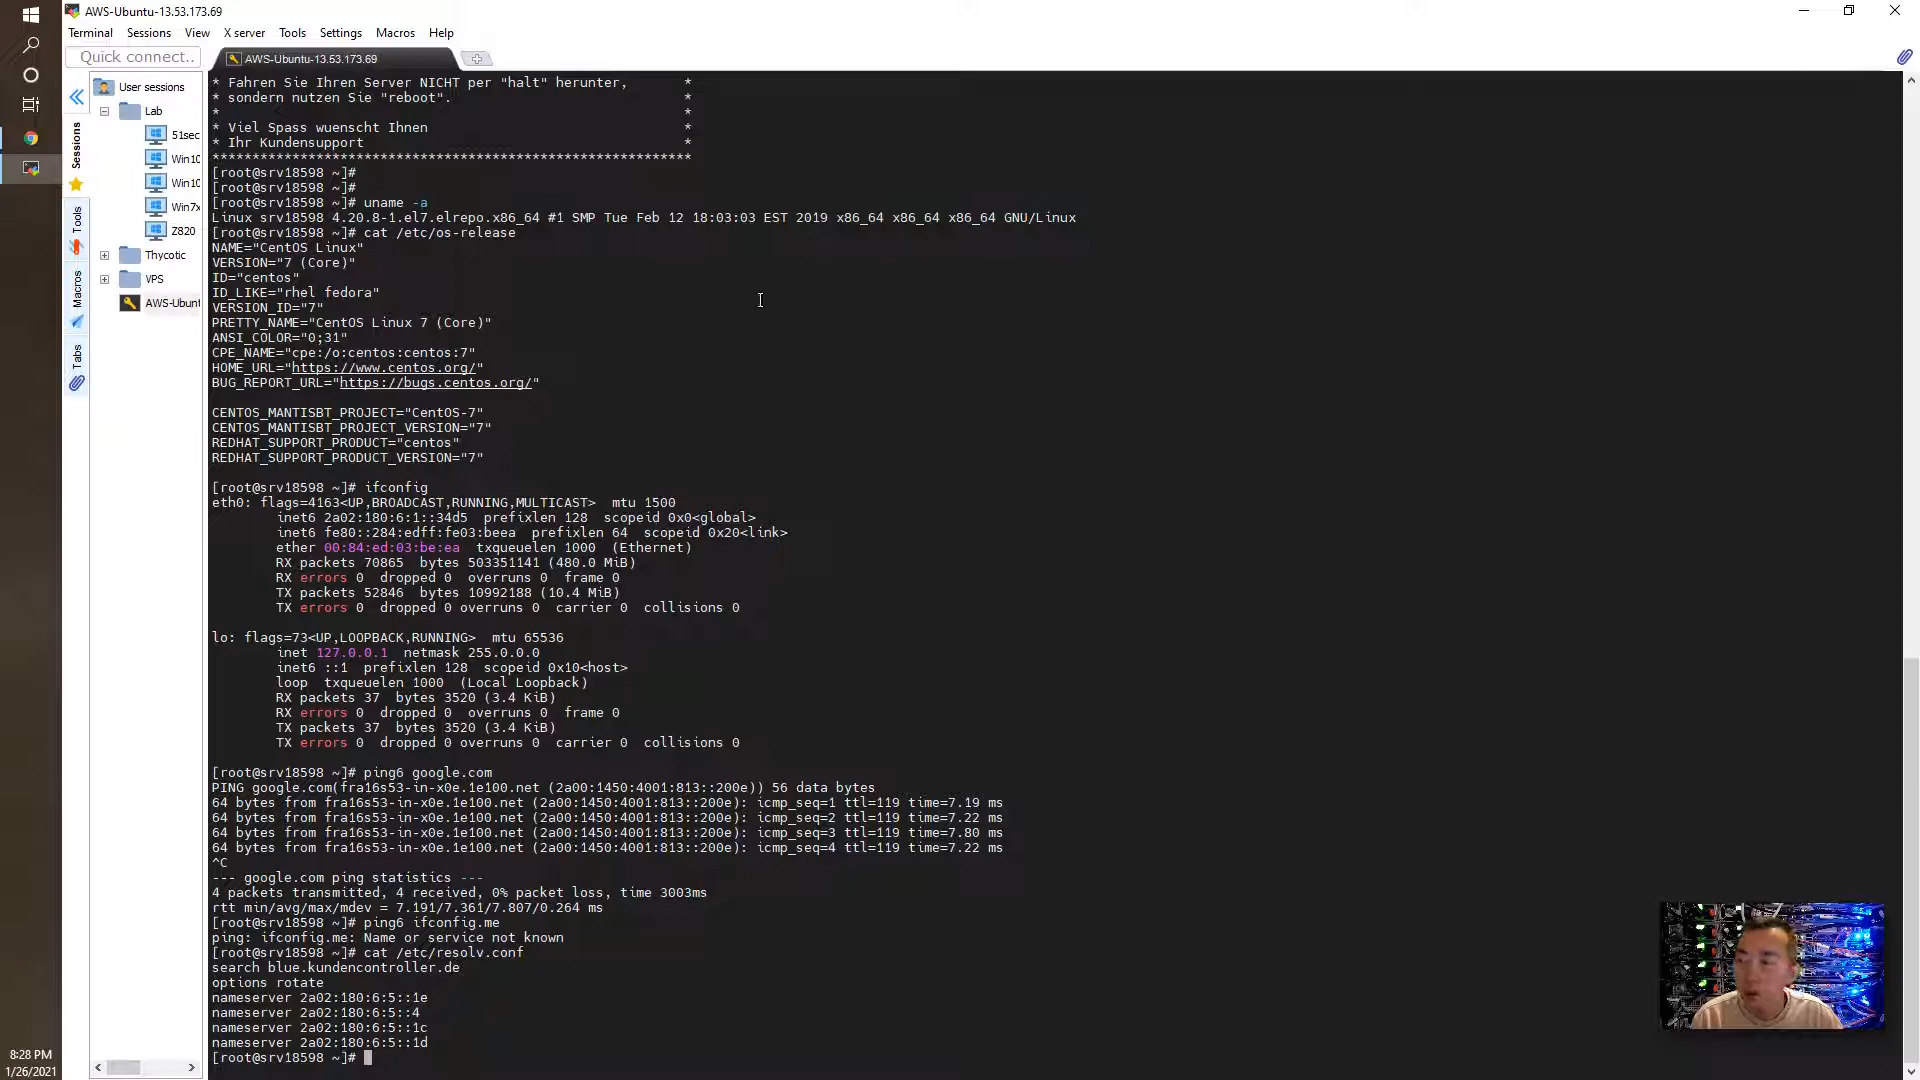 AWS-Ubuntu-13.53.173.69
Terminal Sessions View X server Tools Settings Macros Help
Quick connect..
AWS-Ubuntu-13.53.173.69
User sessions
Lab
51sec
Win10
Win10
Win7x
Z820
Thycotic
VPS
AWS-Ubunt
Sessions
Tools
Macros
Tabs
* Fahren Sie Ihren Server NICHT per "halt" herunter, *
* sondern nutzen Sie "reboot". *
* *
* Viel Spass wuenscht Ihnen *
* Ihr Kundensupport *
************************************************************
[root@srv18598 ~]#
[root@srv18598 ~]#
[root@srv18598 ~]# uname -a
Linux srv18598 4.20.8-1.el7.elrepo.x86_64 #1 SMP Tue Feb 12 18:03:03 EST 2019 x86_64 x86_64 x86_64 GNU/Linux
[root@srv18598 ~]# cat /etc/os-release
NAME="CentOS Linux"
VERSION="7 (Core)"
ID="centos"
ID_LIKE="rhel fedora"
VERSION_ID="7"
PRETTY_NAME="CentOS Linux 7 (Core)"
ANSI_COLOR="0;31"
CPE_NAME="cpe:/o:centos:centos:7"
HOME_URL="https://www.centos.org/"
BUG_REPORT_URL="https://bugs.centos.org/"
CENTOS_MANTISBT_PROJECT="CentOS-7"
CENTOS_MANTISBT_PROJECT_VERSION="7"
REDHAT_SUPPORT_PRODUCT="centos"
REDHAT_SUPPORT_PRODUCT_VERSION="7"
[root@srv18598 ~]# ifconfig
eth0: flags=4163<UP,BROADCAST,RUNNING,MULTICAST> mtu 1500
inet6 2a02:180:6:1::34d5 prefixlen 128 scopeid 0x0<global>
inet6 fe80::284:edff:fe03:beea prefixlen 64 scopeid 0x20<link>
ether 00:84:ed:03:be:ea txqueuelen 1000 (Ethernet)
RX packets 70865 bytes 503351141 (480.0 MiB)
RX errors 0 dropped 0 overruns 0 frame 0
TX packets 52846 bytes 10992188 (10.4 MiB)
TX errors 0 dropped 0 overruns 0 carrier 0 collisions 0
lo: flags=73<UP,LOOPBACK,RUNNING> mtu 65536
inet 127.0.0.1 netmask 255.0.0.0
inet6 ::1 prefixlen 128 scopeid 0x10<host>
loop txqueuelen 1000 (Local Loopback)
RX packets 37 bytes 3520 (3.4 KiB)
RX errors 0 dropped 0 overruns 0 frame 0
TX packets 37 bytes 3520 (3.4 KiB)
TX errors 0 dropped 0 overruns 0 carrier 0 collisions 0
[root@srv18598 ~]# ping6 google.com
PING google.com(fra16s53-in-x0e.1e100.net (2a00:1450:4001:813::200e)) 56 data bytes
64 bytes from fra16s53-in-x0e.1e100.net (2a00:1450:4001:813::200e): icmp_seq=1 ttl=119 time=7.19 ms
64 bytes from fra16s53-in-x0e.1e100.net (2a00:1450:4001:813::200e): icmp_seq=2 ttl=119 time=7.22 ms
64 bytes from fra16s53-in-x0e.1e100.net (2a00:1450:4001:813::200e): icmp_seq=3 ttl=119 time=7.80 ms
64 bytes from fra16s53-in-x0e.1e100.net (2a00:1450:4001:813::200e): icmp_seq=4 ttl=119 time=7.22 ms
^C
--- google.com ping statistics ---
4 packets transmitted, 4 received, 0% packet loss, time 3003ms
rtt min/avg/max/mdev = 7.191/7.361/7.807/0.264 ms
[root@srv18598 ~]# ping6 ifconfig.me
ping: ifconfig.me: Name or service not known
[root@srv18598 ~]# cat /etc/resolv.conf
search blue.kundencontroller.de
options rotate
nameserver 2a02:180:6:5::1e
nameserver 2a02:180:6:5::4
nameserver 2a02:180:6:5::1c
nameserver 2a02:180:6:5::1d
[root@srv18598 ~]#
8:28 PM
1/26/2021